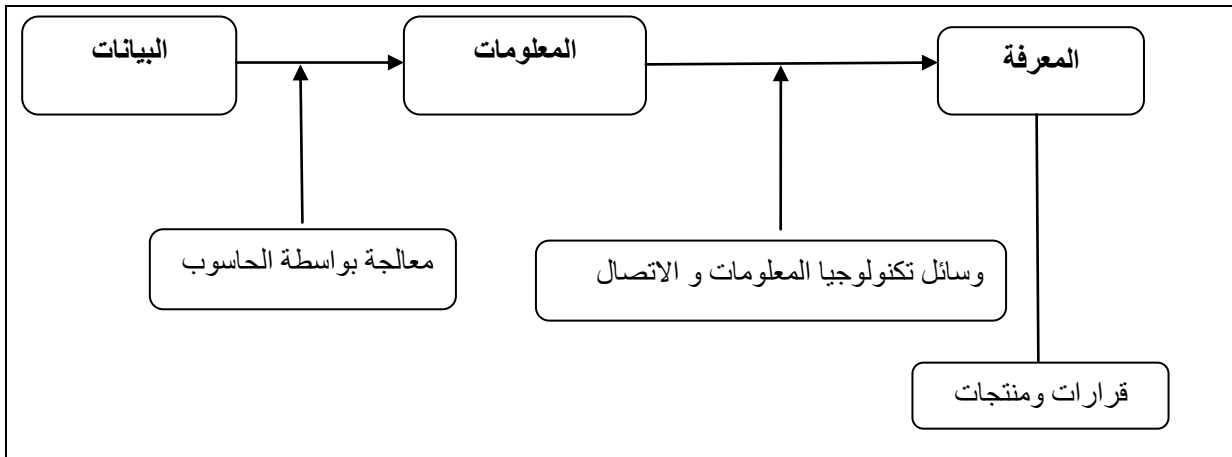 البيانات
المعلومات
المعرفة
معالجة بواسطة الحاسوب
وسائل تكنولوجيا المعلومات و الاتصال
قرارات ومنتجات